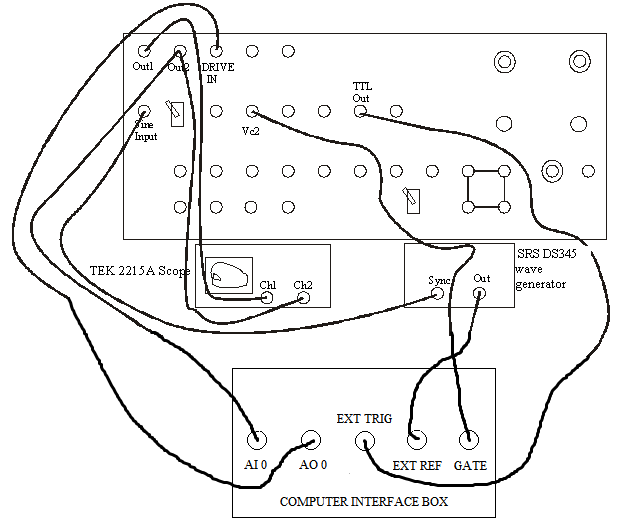 Out1 Out2 DRIVE
IN
TTL
Out
Sine
Input
Vc2
TEK 2215A Scope
Ch1 Ch2
Sync Out
SRS DS345
wave
generator
EXT TRIG
AI 0 AO 0 EXT REF GATE
COMPUTER INTERFACE BOX